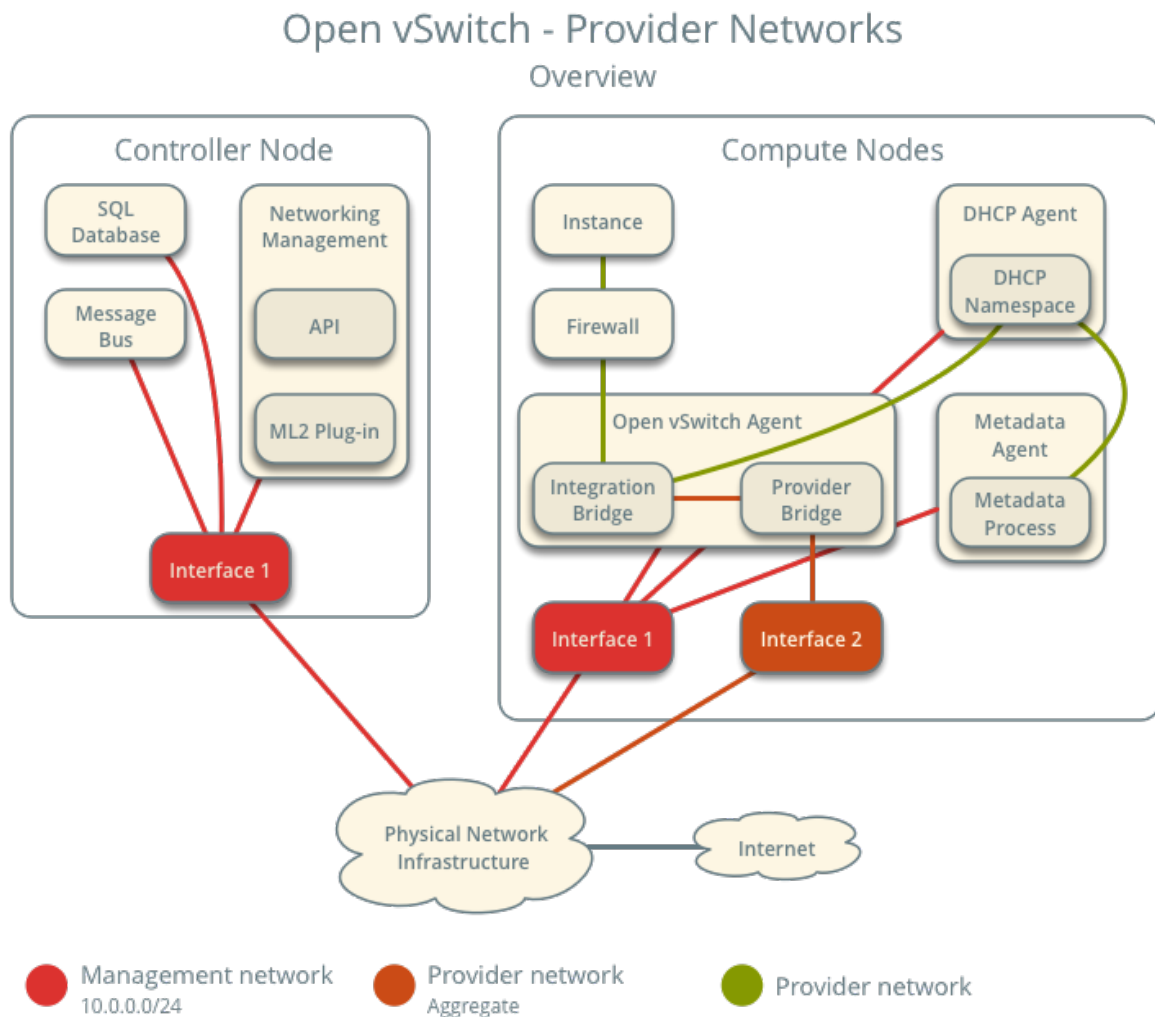 Open vSwitch - Provider Networks
Overview
Controller Node
SQL
Database
Networking
Management
Message
Bus
API
ML2 Plug-in
Interface 1
Compute Nodes
Instance
DHCP Agent
DHCP
Namespace
Firewall
Open vSwitch Agent
Metadata
Agent
Integration
Bridge
Provider
Bridge
Metadata
Process
Interface 1
Interface 2
Physical Network
Infrastructure
Internet
Management network
10.0.0.0/24
Provider network
Aggregate
Provider network